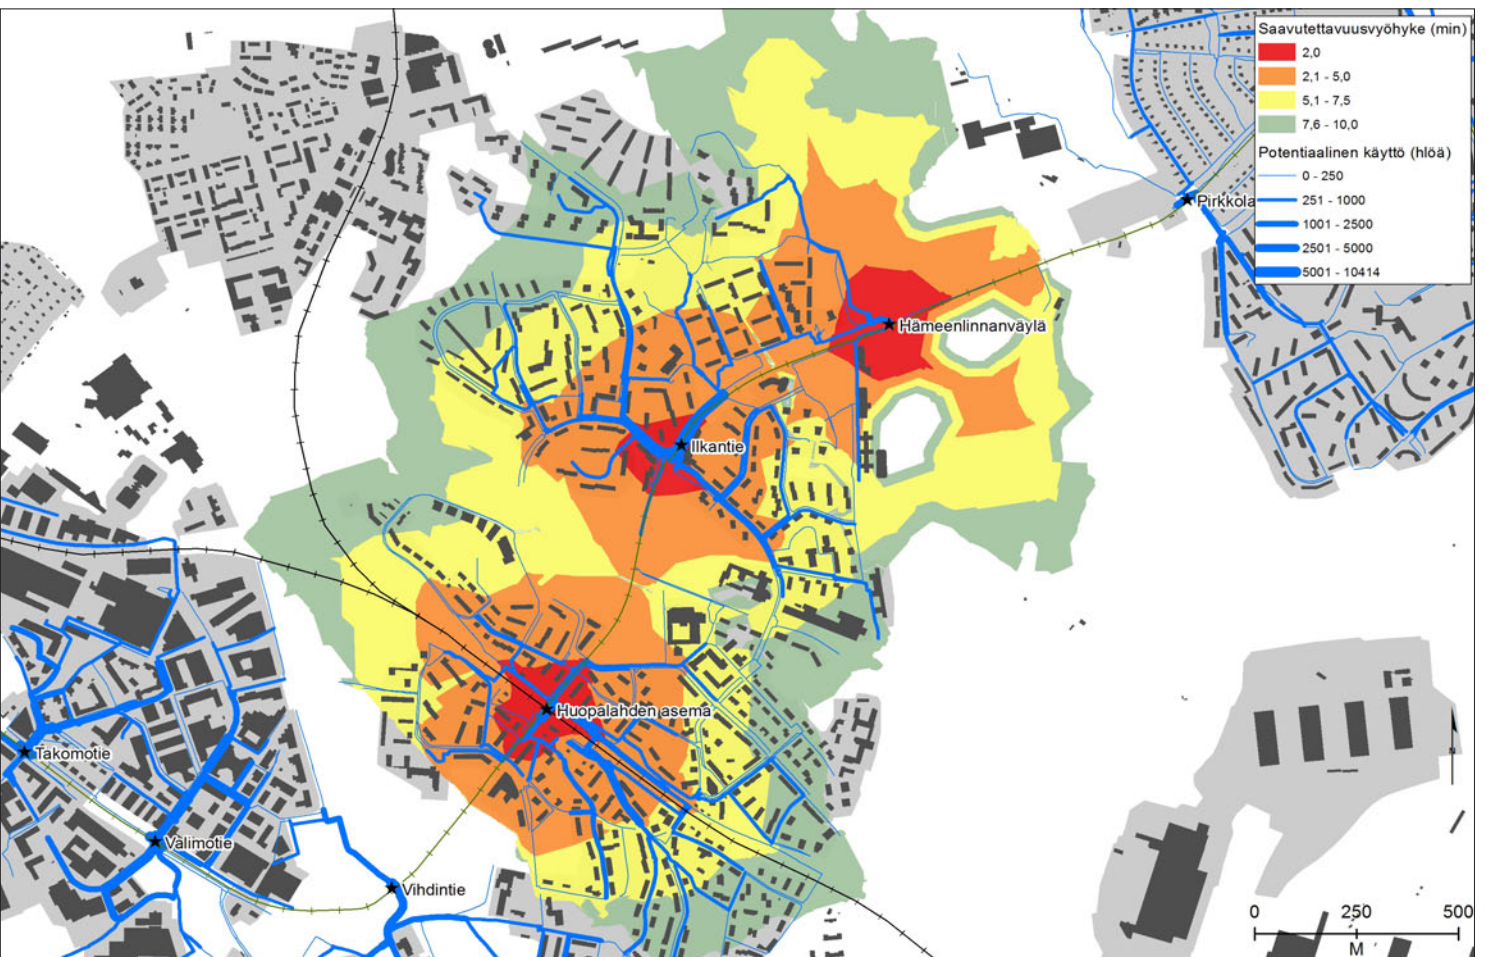 Saavutettavuusvyöhyke (min)
2,0
2,1 - 5,0
5,1 - 7,5
7,6 - 10,0
Potentiaalinen käyttö (hlöä)
0 - 250
251 - 1000
1001 - 2500
2501 - 5000
5001 - 10414
Pirkkola
Hämeenlinnanväylä
Ilkantie
Huopalahden asema
Takomotie
Valimotie
Vihdintie
N
0 250 500
M